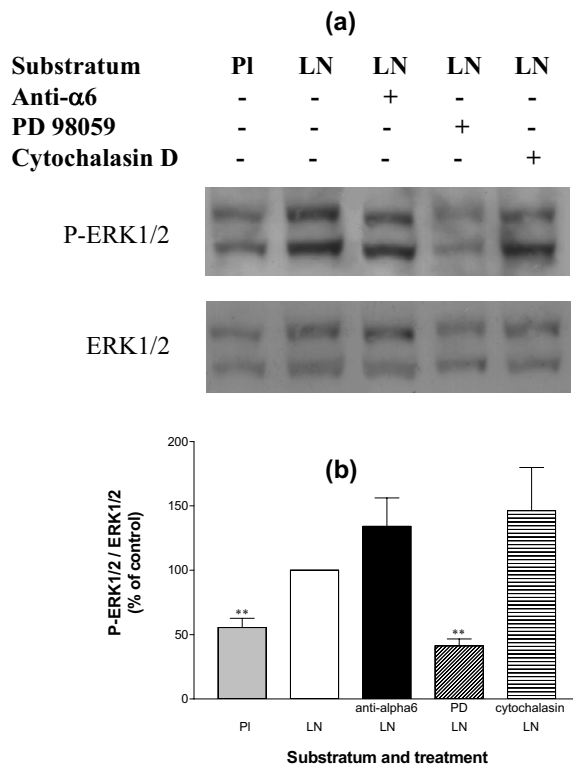 (a)
Substratum Pl LN LN LN LN
Anti-α6 - - + - -
PD 98059 - - - + -
Cytochalasin D - - - - +
P-ERK1/2
ERK1/2
(b)
P-ERK1/2 / ERK1/2
(% of control)
200
150
100
50
0
** **
anti-alpha6 PD cytochalasin
Pl LN LN LN LN
Substratum and treatment